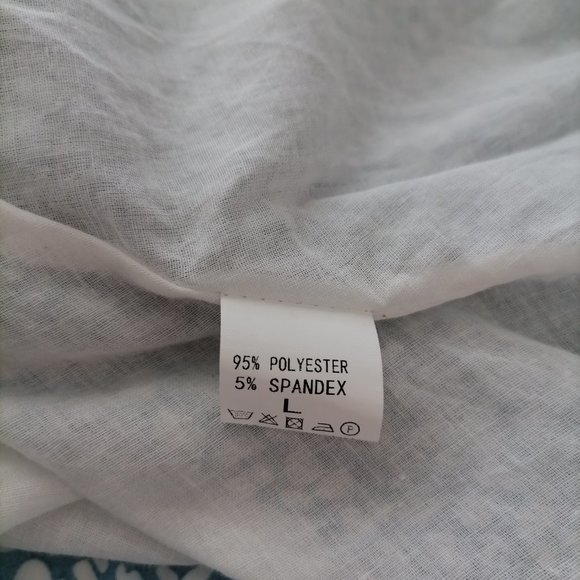 95% POLYESTER
5% SPANDEX
L
F